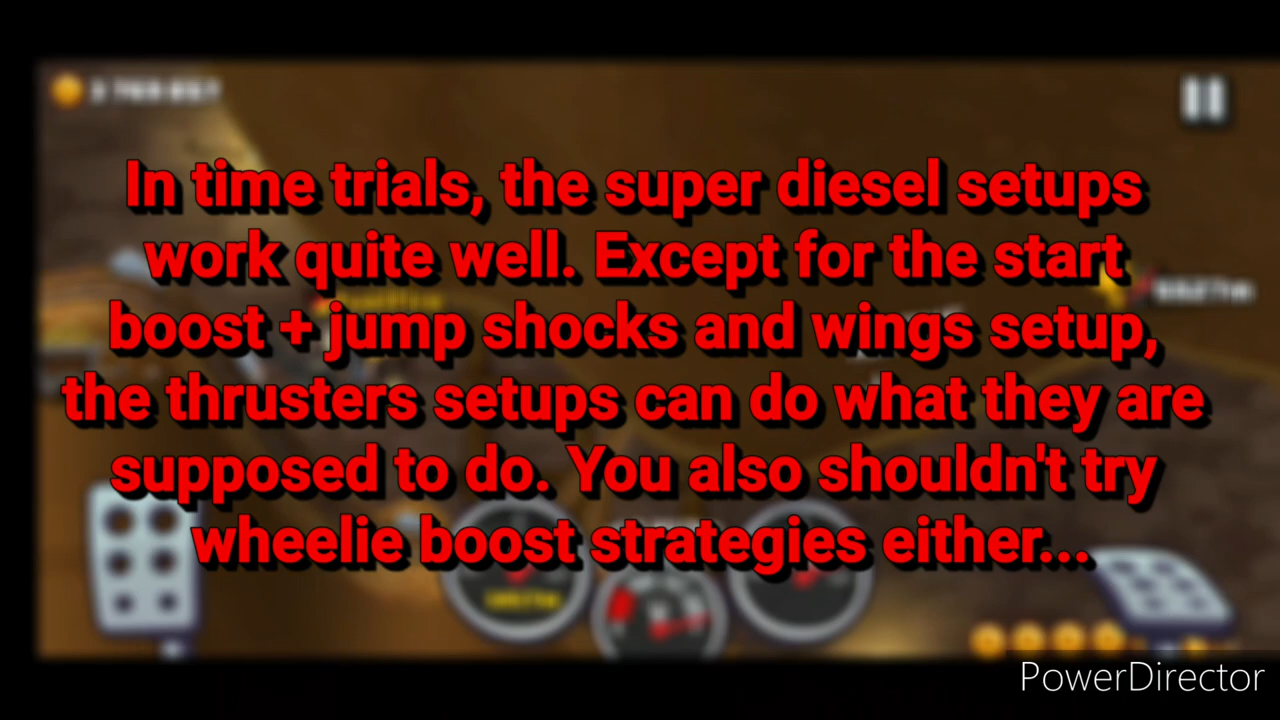 In time trials, the super diesel setups
work quite well. Except for the start
boost + jump shocks and wings setup,
the thrusters setups can do what they are
supposed to do. You also shouldn't try
wheelie boost strategies either...
PowerDirector